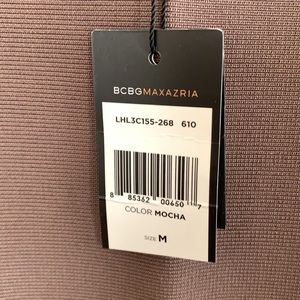 BCBGMAXAZRIA
LHL3C155-268 610
8 85362 00650 7
COLOR MOCHA
SIZE M